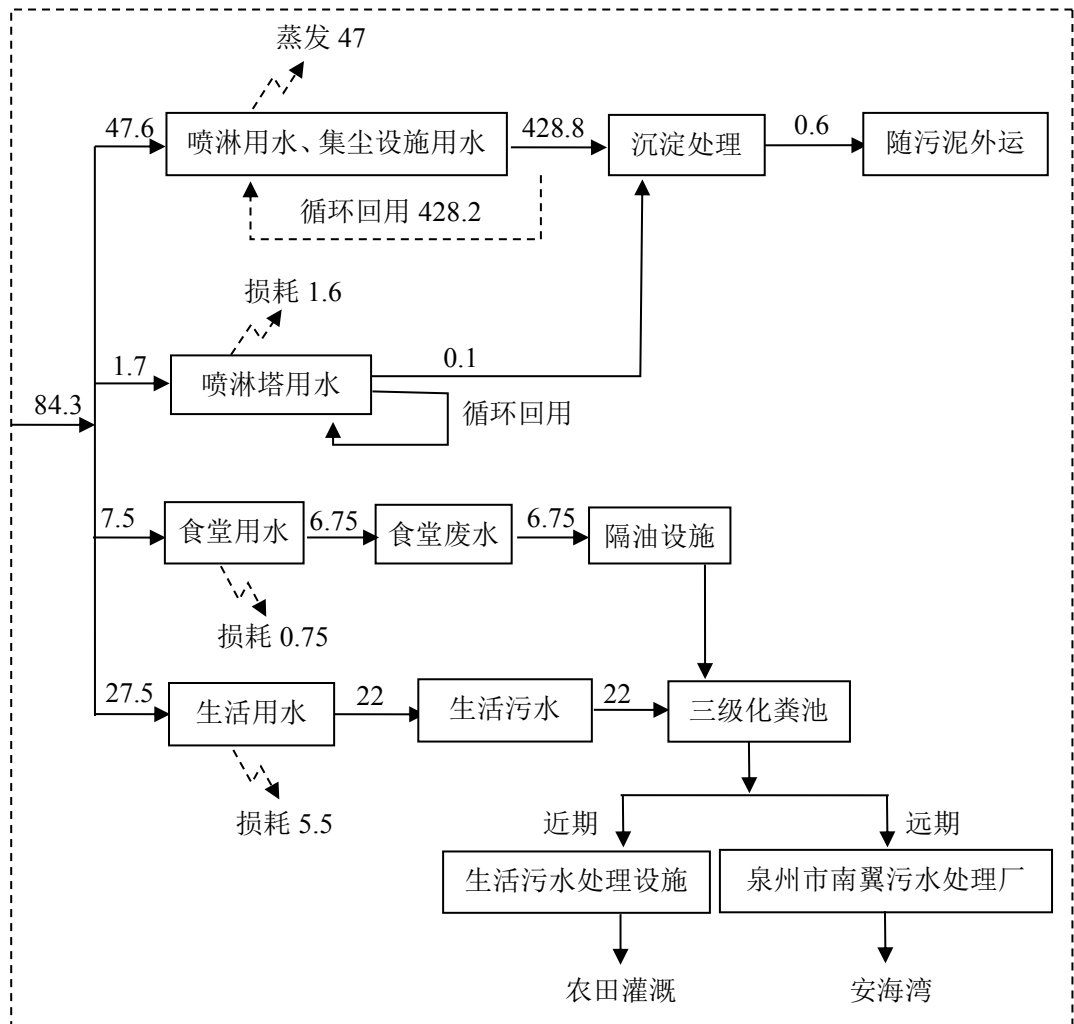 蒸发 47
47.6
喷淋用水、集尘设施用水
428.8
沉淀处理
0.6
随污泥外运
循环回用 428.2
损耗 1.6
1.7
喷淋塔用水
0.1
循环回用
84.3
7.5
食堂用水
6.75
食堂废水
6.75
隔油设施
损耗 0.75
27.5
生活用水
22
生活污水
22
三级化粪池
损耗 5.5
近期
远期
生活污水处理设施
泉州市南翼污水处理厂
农田灌溉
安海湾